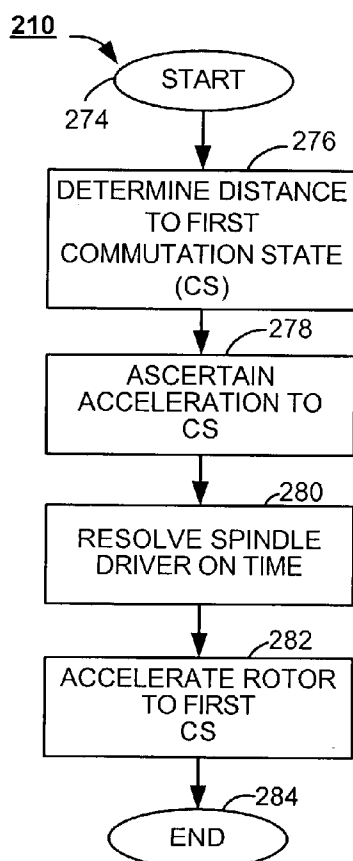 210
START
274
276
DETERMINE DISTANCE
TO FIRST
COMMUTATION STATE
(CS)
278
ASCERTAIN
ACCELERATION TO
CS
280
RESOLVE SPINDLE
DRIVER ON TIME
282
ACCELERATE ROTOR
TO FIRST
CS
284
END